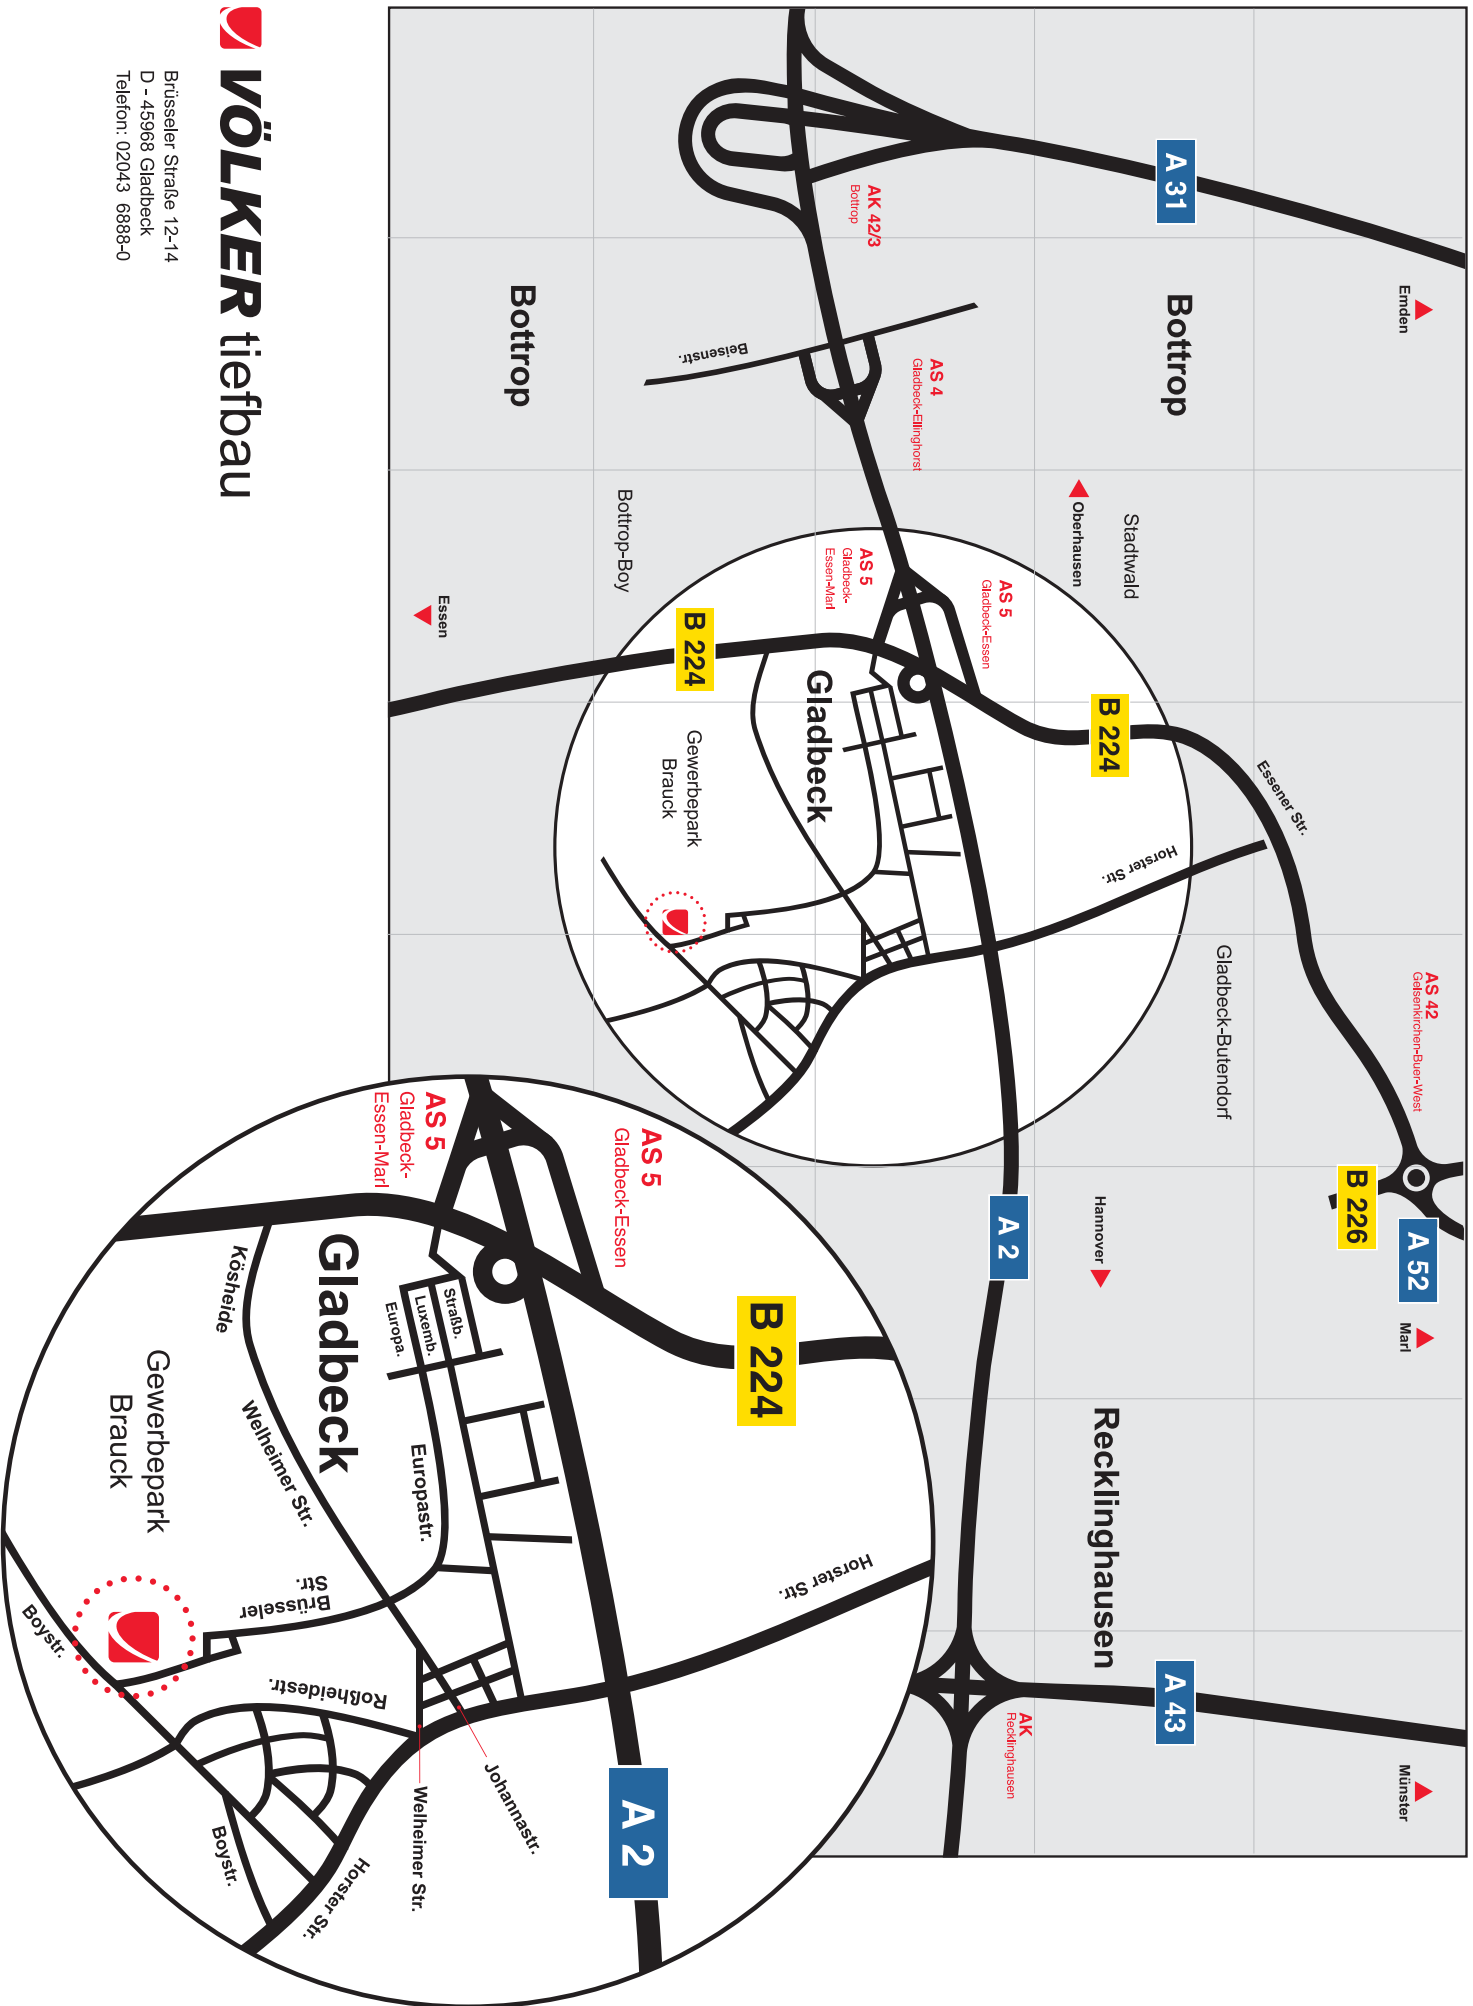 Emden
Marl
Münster
A 31
AS 42
Gelsenkirchen-Buer-West
A 52
B 226
Bottrop
Stadtwald
Oberhausen
Essener Str.
Gladbeck-Butendorf
Hannover
Recklinghausen
A 43
B 224
Horster Str.
A 2
AK
Recklinghausen
AK 42/3
Bottrop
AS 4
Gladbeck-Ellinghorst
AS 5
Gladbeck-Essen
AS 5
Gladbeck-
Essen-Marl
Gladbeck
Beisenstr.
B 224
Gewerbepark
Brauck
Bottrop-Boy
Bottrop
Essen
B 224
AS 5
Gladbeck-Essen
Horster Str.
A 2
AS 5
Gladbeck-
Essen-Marl
Straßb.
Luxemb.
Europa.
Europastr.
Johannastr.
Welheimer Str.
Gladbeck
Kösheide
Welheimer Str.
Brüsseler
Str.
Roßheidestr.
Horster Str.
Gewerbepark
Brauck
Boystr.
Boystr.
VÖLKER tiefbau
Brüsseler Straße 12-14
D - 45968 Gladbeck
Telefon: 02043 6888-0